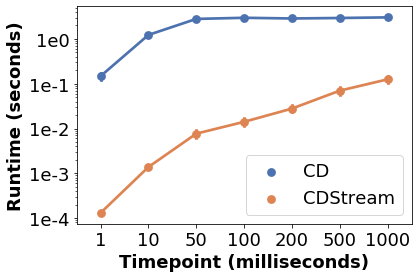 Runtime (seconds)
1e0
1e-1
1e-2
1e-3
1e-4
CD
CDStream
1 10 50 100 200 500 1000
Timepoint (milliseconds)